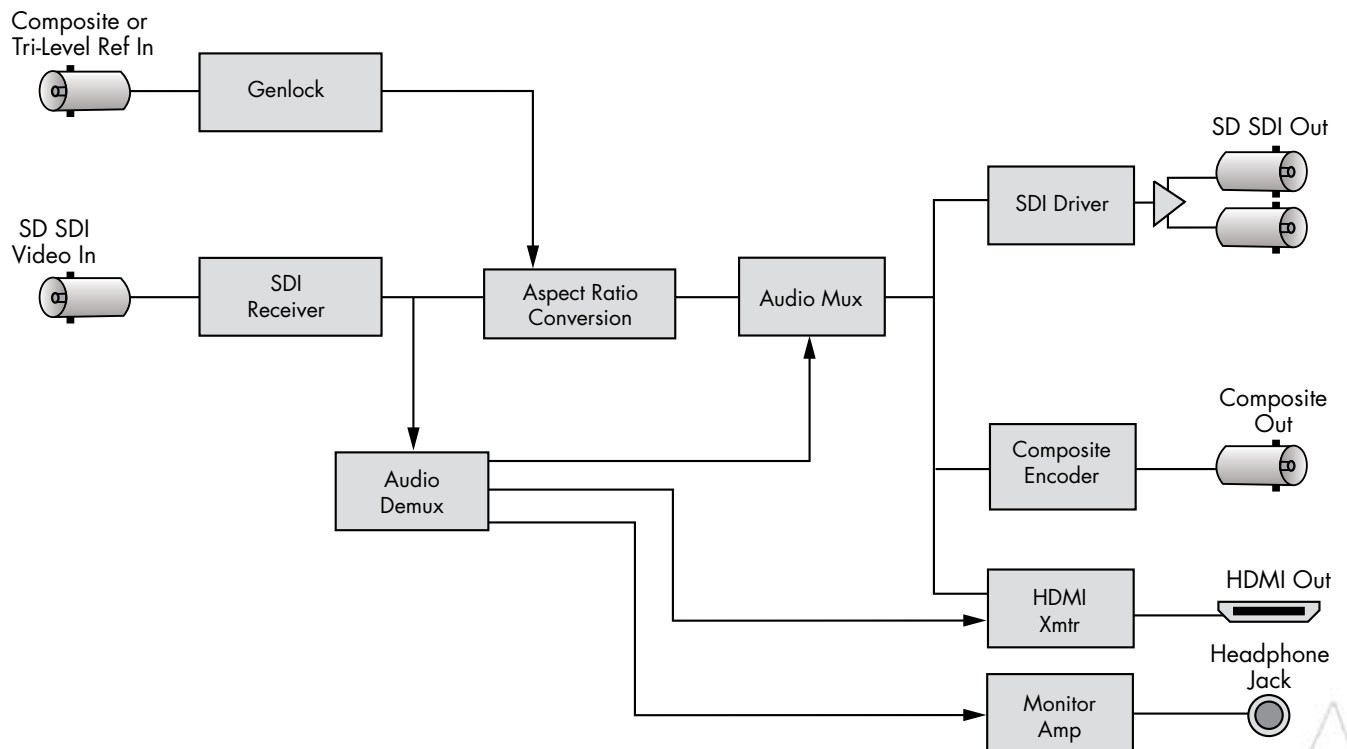 Composite or
Tri-Level Ref In
Genlock
SD SDI Out
SDI Driver
SD SDI
Video In
SDI
Receiver
Aspect Ratio
Conversion
Audio Mux
Composite
Out
Composite
Encoder
Audio
Demux
HDMI Out
HDMI
Xmtr
Headphone
Jack
Monitor
Amp